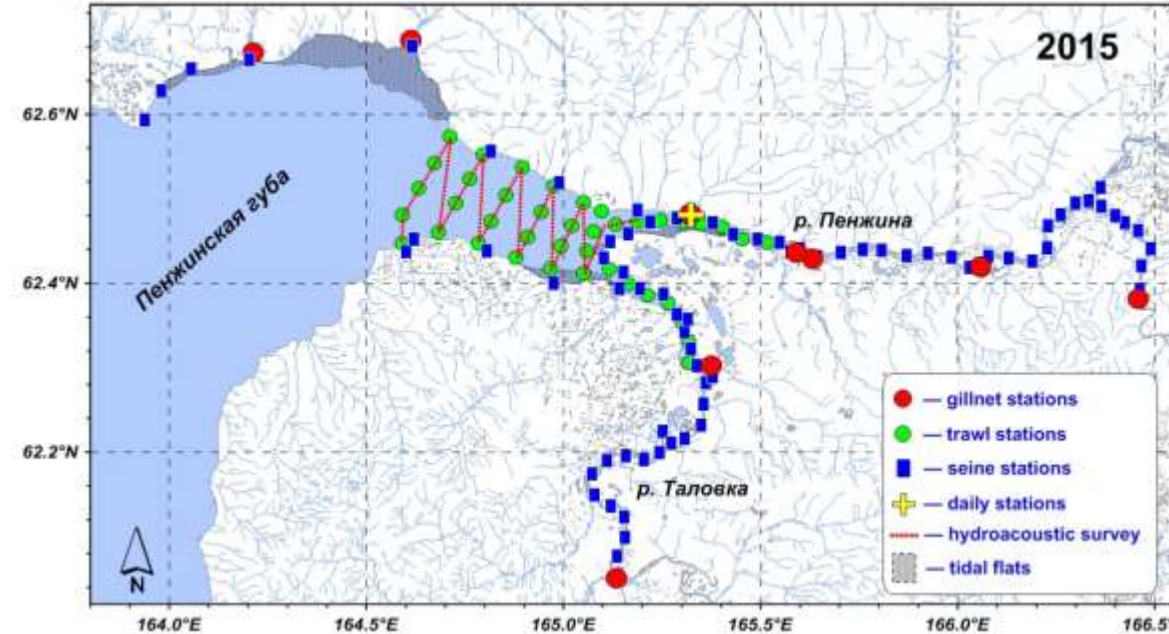 2015
62.6°N
Пенжинская губа
р. Пенжина
62.4°N
— gillnet stations
— trawl stations
62.2°N
— seine stations
р. Таловка
— daily stations
— hydroacoustic survey
N
— tidal flats
164.0°E 164.5°E 165.0°E 165.5°E 166.0°E 166.5°